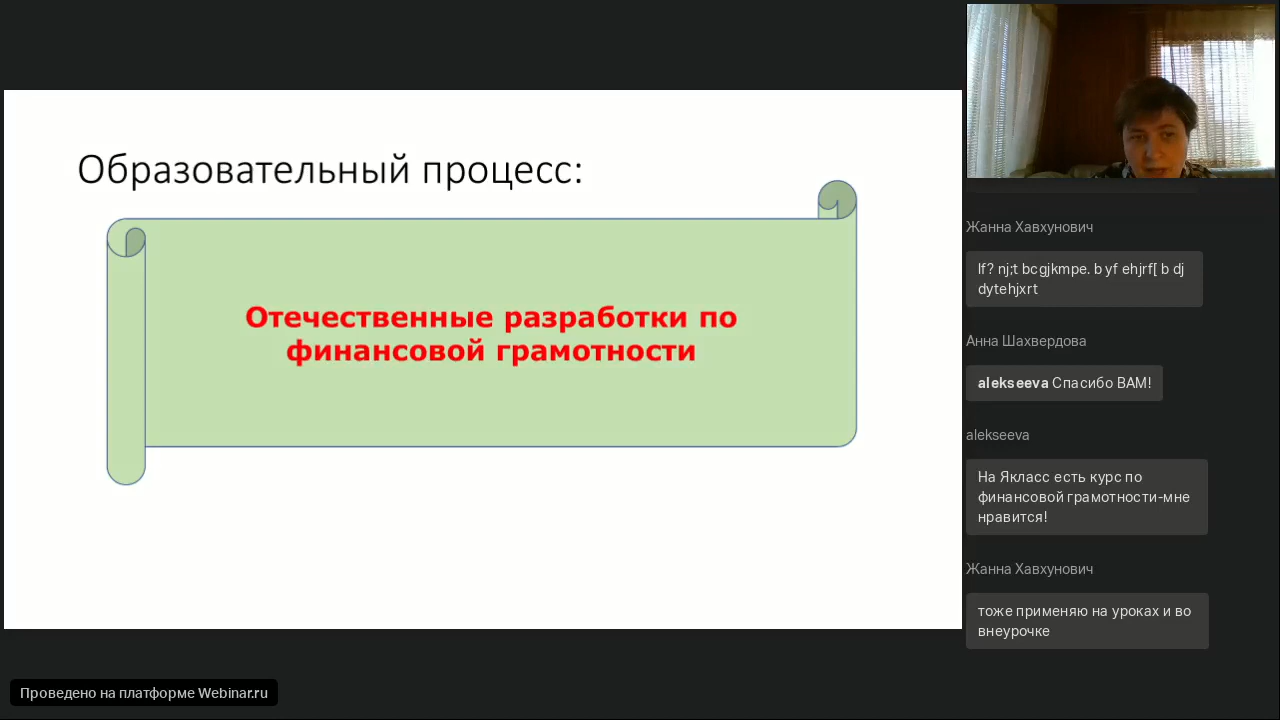 Образовательный процесс:
Отечественные разработки по
финансовой грамотности
Жанна Хавхунович
lf? nj;t bcgjkmpe. b yf ehjrf[ b dj
dytehjxrt
Анна Шахвердова
alekseeva Спасибо ВАМ!
alekseeva
На Якласс есть курс по
финансовой грамотности-мне
нравится!
Жанна Хавхунович
тоже применяю на уроках и во
внеурочке
Проведено на платформе Webinar.ru